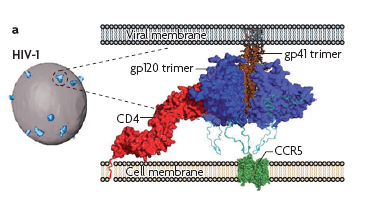 a
HIV-1
Viral membrane
gp41 trimer
gp120 trimer
CD4
CCR5
Cell membrane